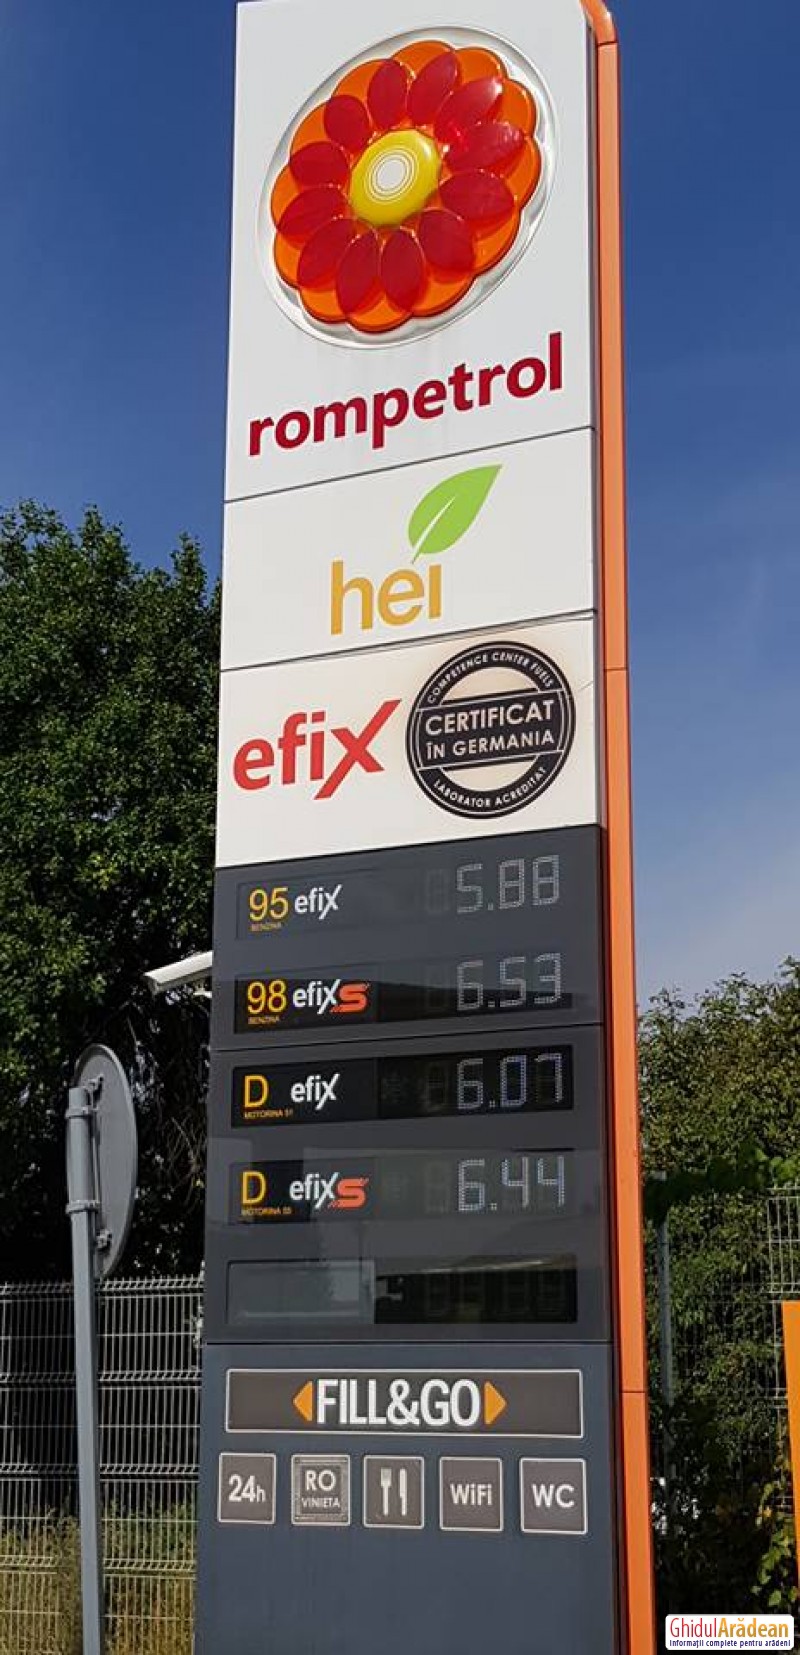 rompetrol
hei
efix
COMPETENCE CENTER FUELS
CERTIFICAT
ÎN GERMANIA
LABORATOR ACREDITAT
95 efix 5.88
BENZINA
98 efix S 6.53
BENZINA
D efix 6.07
MOTORINA 51
D efix S 6.44
MOTORINA 55
FILL&GO
24h RO VINIETA WiFi WC
GhidulArădean
Informații complete pentru arădeni